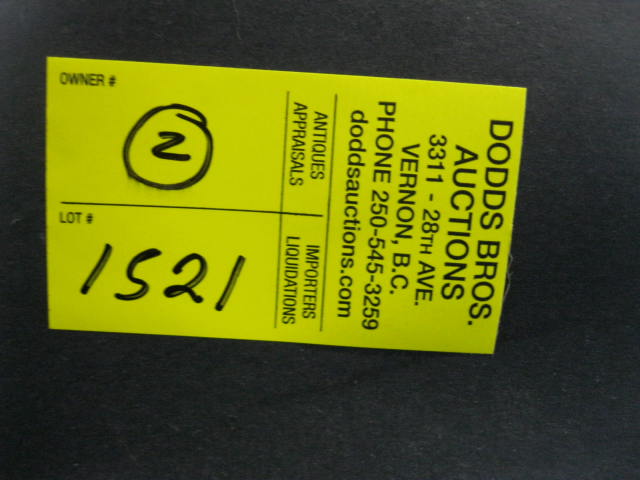 DODDS BROS.
AUCTIONS
3311 - 28TH AVE.
VERNON, B.C.
PHONE 250-545-3259
doddsauctions.com
ANTIQUES IMPORTERS
APPRAISALS LIQUIDATIONS
OWNER #
LOT #
1521